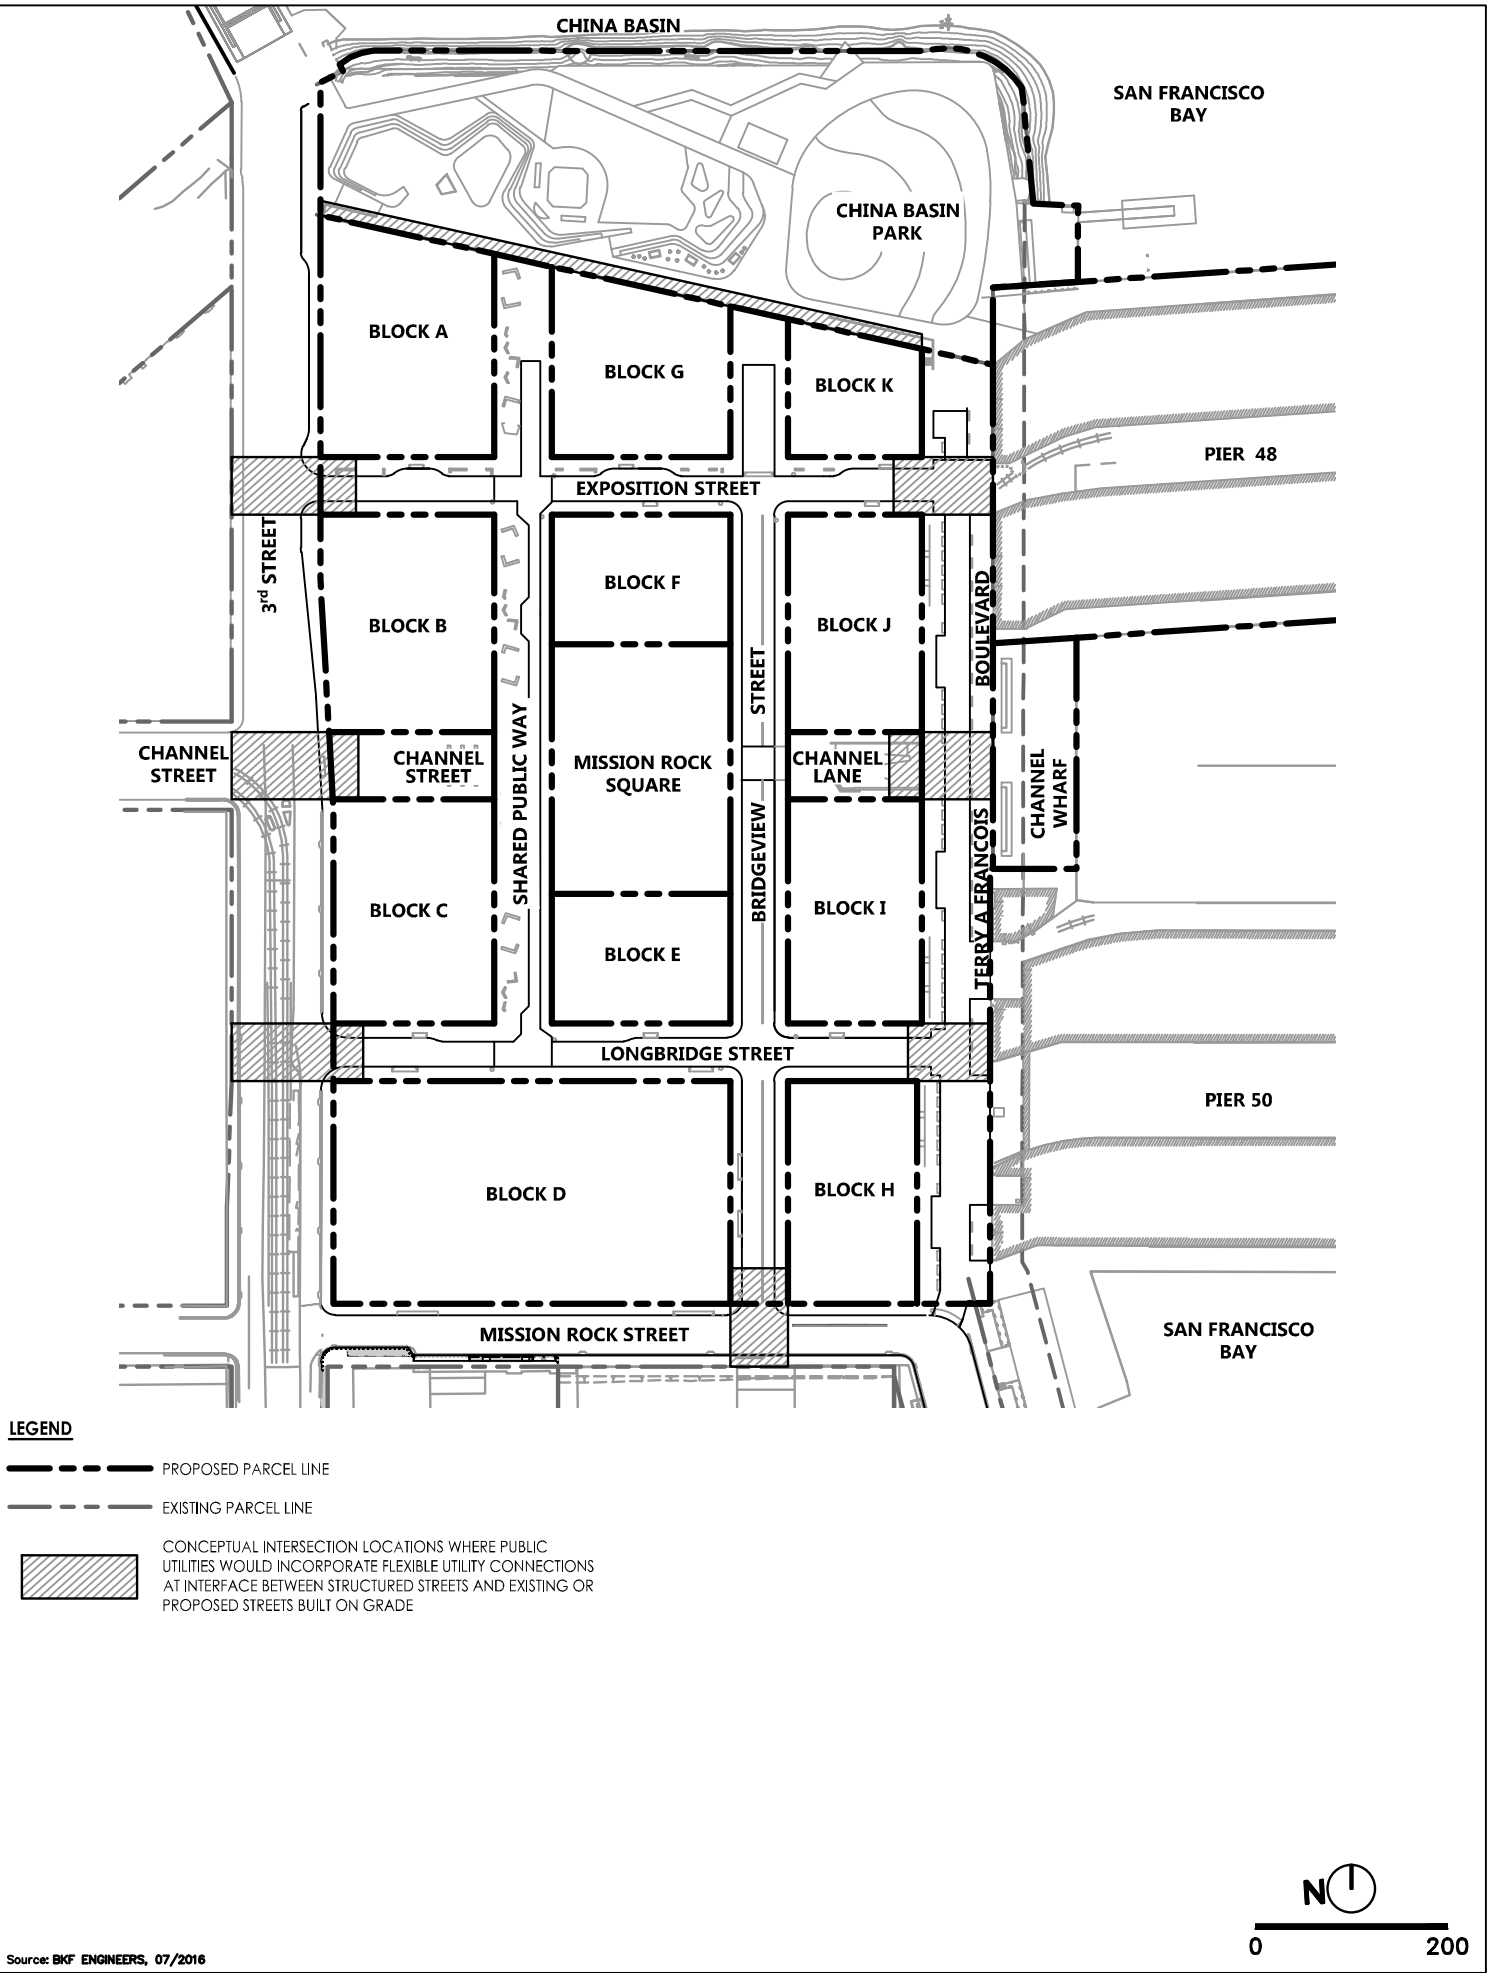 CHINA BASIN
SAN FRANCISCO
BAY
CHINA BASIN
PARK
BLOCK A
BLOCK G
BLOCK K
PIER 48
EXPOSITION STREET
3rd STREET
BLOCK F
BLOCK B
BLOCK J
BOULEVARD
STREET
CHANNEL
STREET
CHANNEL
STREET
SHARED PUBLIC WAY
MISSION ROCK
SQUARE
CHANNEL
LANE
CHANNEL
WHARF
BRIDGEVIEW
TERRY A FRANCOIS
BLOCK C
BLOCK I
BLOCK E
LONGBRIDGE STREET
PIER 50
BLOCK D
BLOCK H
MISSION ROCK STREET
SAN FRANCISCO
BAY
LEGEND
PROPOSED PARCEL LINE
EXISTING PARCEL LINE
CONCEPTUAL INTERSECTION LOCATIONS WHERE PUBLIC
UTILITIES WOULD INCORPORATE FLEXIBLE UTILITY CONNECTIONS
AT INTERFACE BETWEEN STRUCTURED STREETS AND EXISTING OR
PROPOSED STREETS BUILT ON GRADE
N
0 200
Source: BKF ENGINEERS, 07/2016